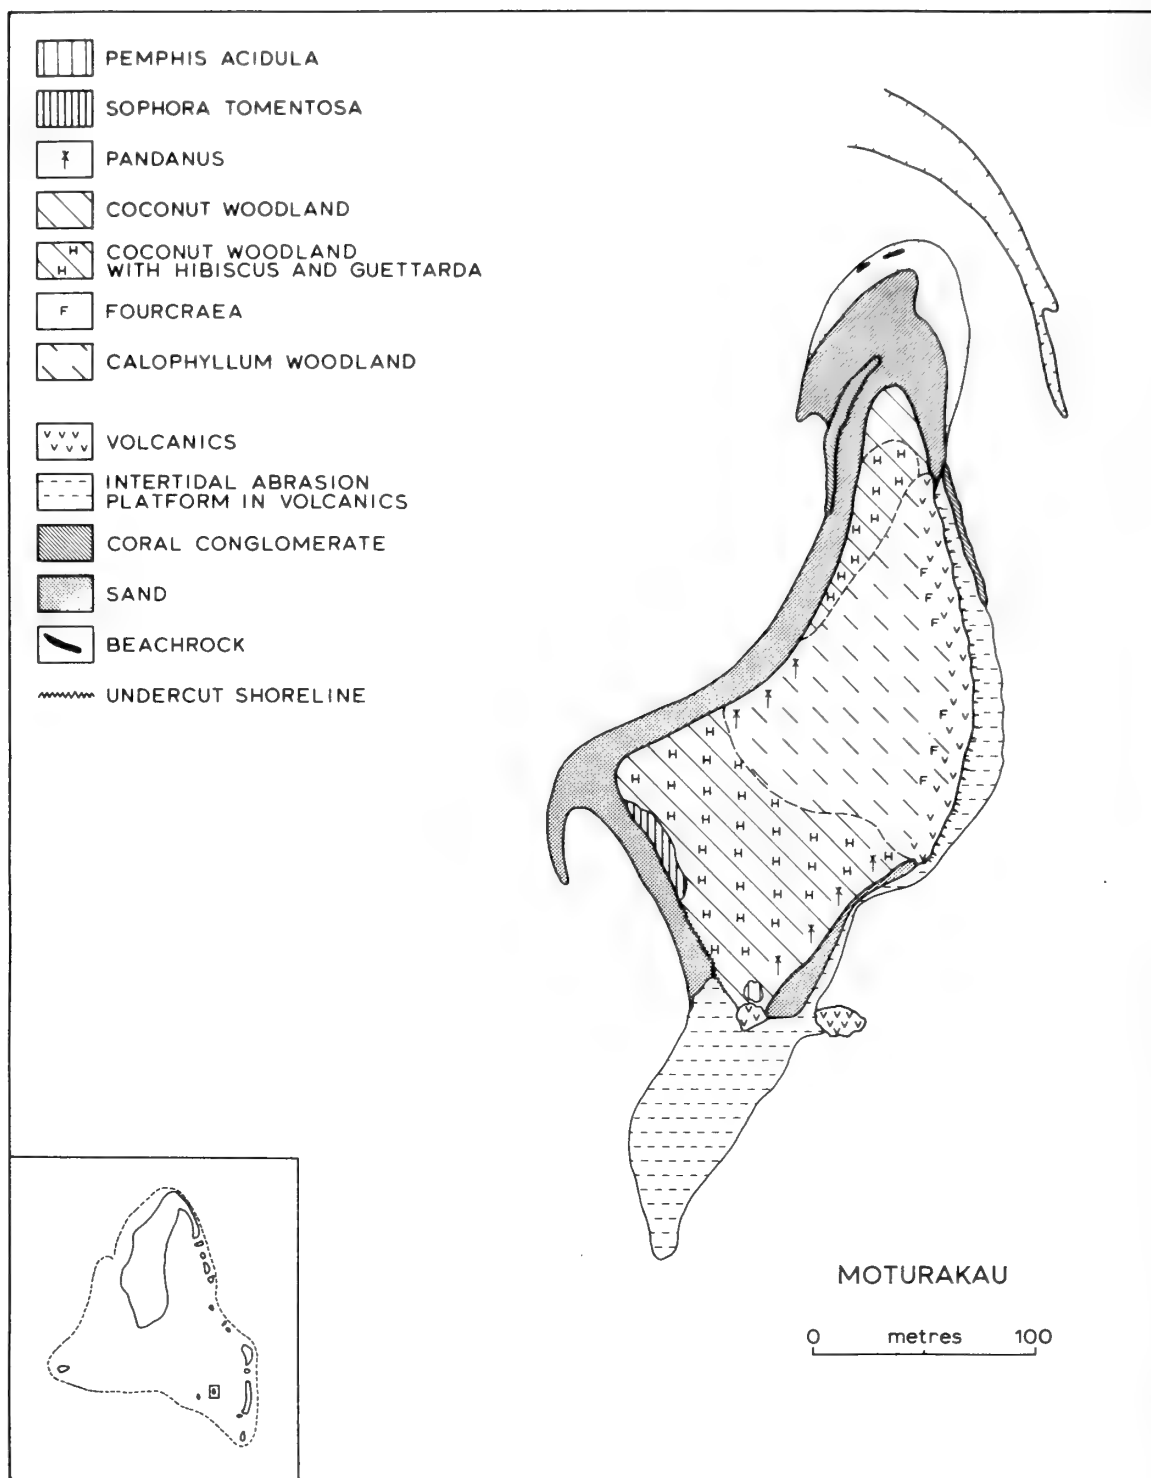 PEMPHIS ACIDULA
SOPHORA TOMENTOSA
PANDANUS
COCONUT WOODLAND
H
H
COCONUT WOODLAND
WITH HIBISCUS AND GUETTARDA
F
FOURCRAEA
CALOPHYLLUM WOODLAND
VOLCANICS
INTERTIDAL ABRASION
PLATFORM IN VOLCANICS
CORAL CONGLOMERATE
SAND
BEACHROCK
UNDERCUT SHORELINE
MOTURAKAU
0 metres 100